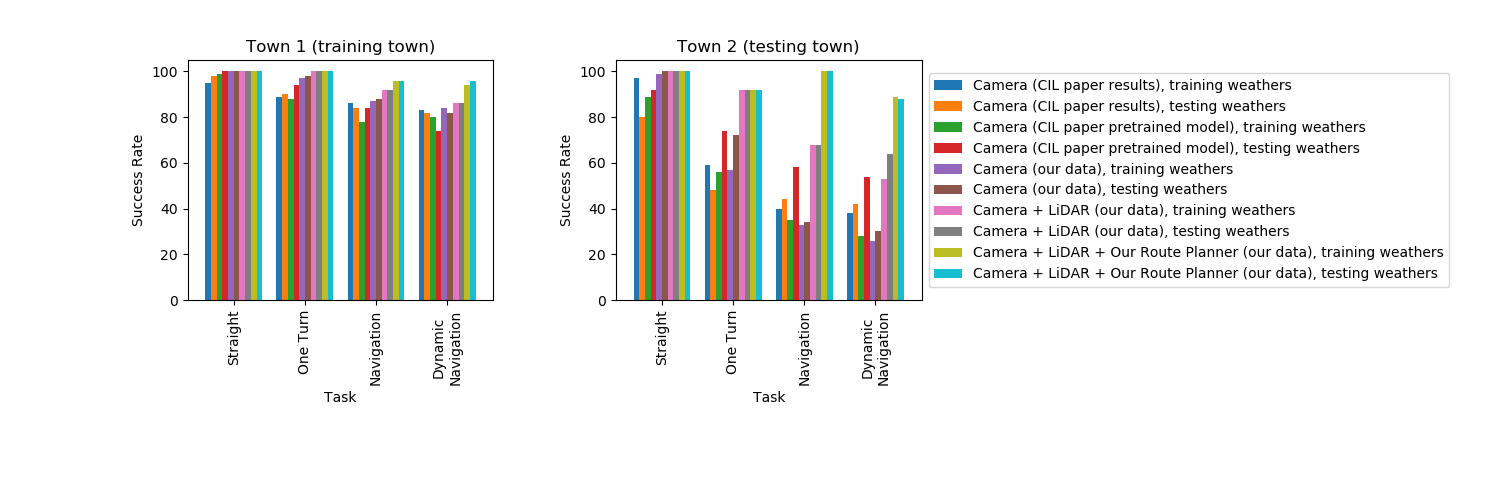 Town 1 (training town)
Success Rate
100
80
60
40
20
0
Straight
One Turn
Navigation
Dynamic
Navigation
Task
Town 2 (testing town)
Success Rate
100
80
60
40
20
0
Straight
One Turn
Navigation
Dynamic
Navigation
Task
Camera (CIL paper results), training weathers
Camera (CIL paper results), testing weathers
Camera (CIL paper pretrained model), training weathers
Camera (CIL paper pretrained model), testing weathers
Camera (our data), training weathers
Camera (our data), testing weathers
Camera + LiDAR (our data), training weathers
Camera + LiDAR (our data), testing weathers
Camera + LiDAR + Our Route Planner (our data), training weathers
Camera + LiDAR + Our Route Planner (our data), testing weathers